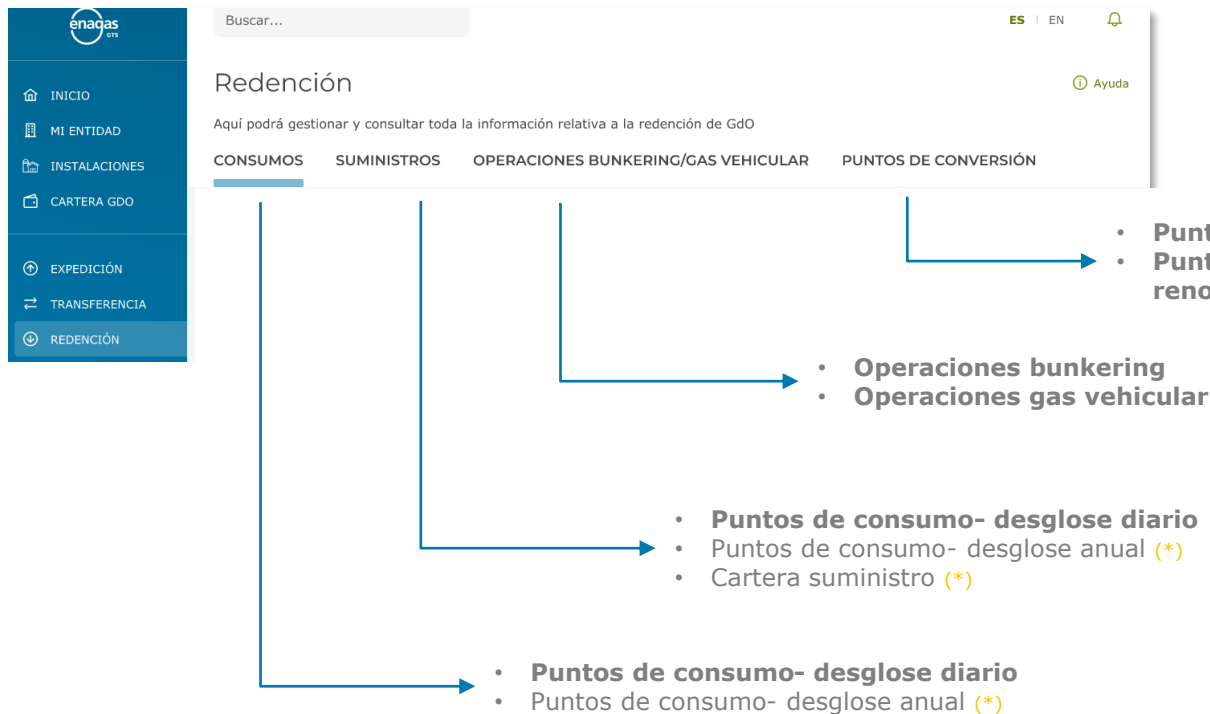 enagas
GTS
Buscar...
ES | EN
INICIO
MI ENTIDAD
INSTALACIONES
CARTERA GDO
EXPEDICIÓN
TRANSFERENCIA
REDENCIÓN
Redención
Ayuda
Aquí podrá gestionar y consultar toda la información relativa a la redención de GdO
CONSUMOS SUMINISTROS OPERACIONES BUNKERING/GAS VEHICULAR PUNTOS DE CONVERSIÓN
• Operaciones bunkering
• Operaciones gas vehicular
• Puntos de consumo- desglose diario
• Puntos de consumo- desglose anual (*)
• Cartera suministro (*)
• Puntos de consumo- desglose diario
• Puntos de consumo- desglose anual (*)